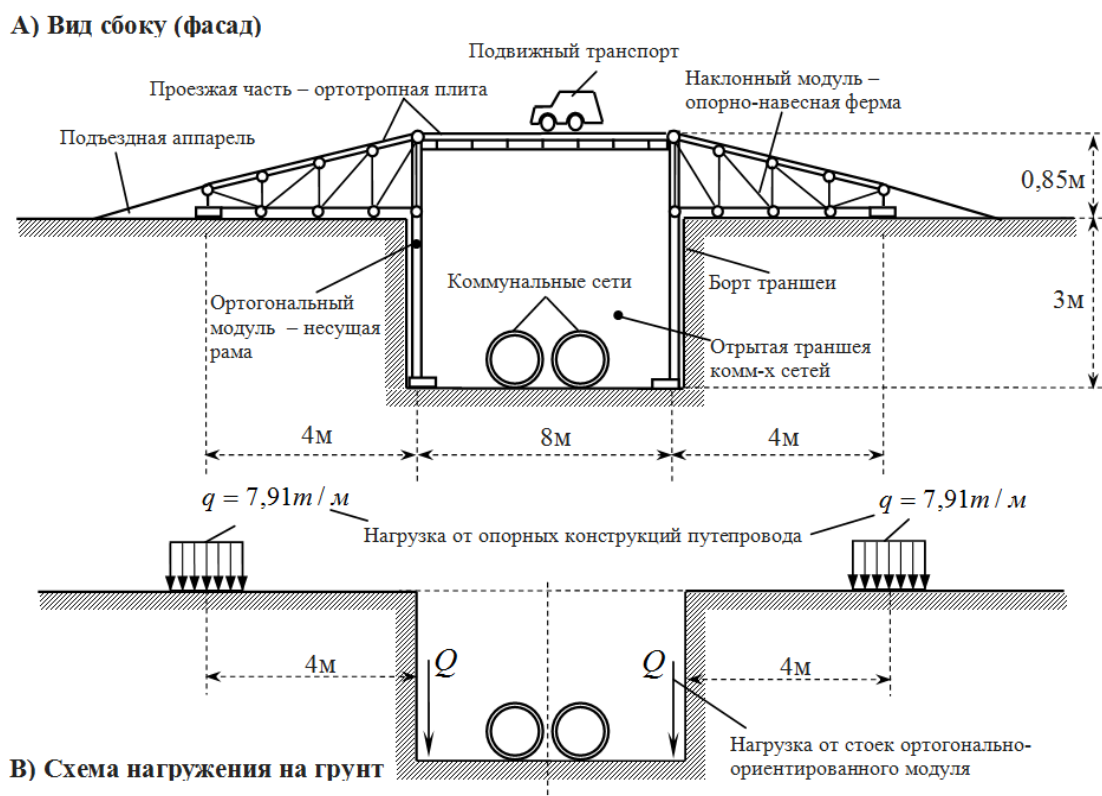 А) Вид сбоку (фасад)
Подвижный транспорт
Проезжая часть – ортотропная плита
Наклонный модуль –
опорно-навесная ферма
Подъездная аппарель
0,85м
Ортогональный
модуль – несущая
рама
Коммунальные сети
Борт траншеи
3м
Отрытая траншея
комм-х сетей
4м
8м
4м
q = 7,91т / м
q = 7,91т / м
Нагрузка от опорных конструкций путепровода
4м
Q
Q
4м
Нагрузка от стоек ортогонально-
ориентированного модуля
В) Схема нагружения на грунт